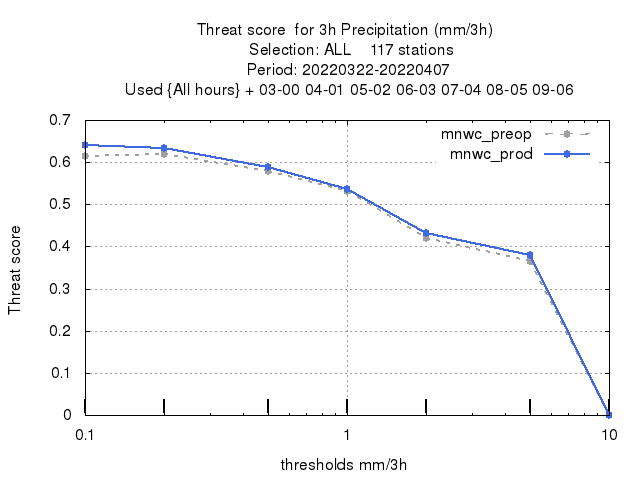 Threat score  for 3h Precipitation (mm/3h)
Selection: ALL    117 stations
Period: 20220322-20220407
Used {All hours} + 03-00 04-01 05-02 06-03 07-04 08-05 09-06
mnwc_preop
mnwc_prod
0.7
0.6
0.5
0.4
0.3
0.2
0.1
0
Threat score
0.1 1 10
thresholds mm/3h